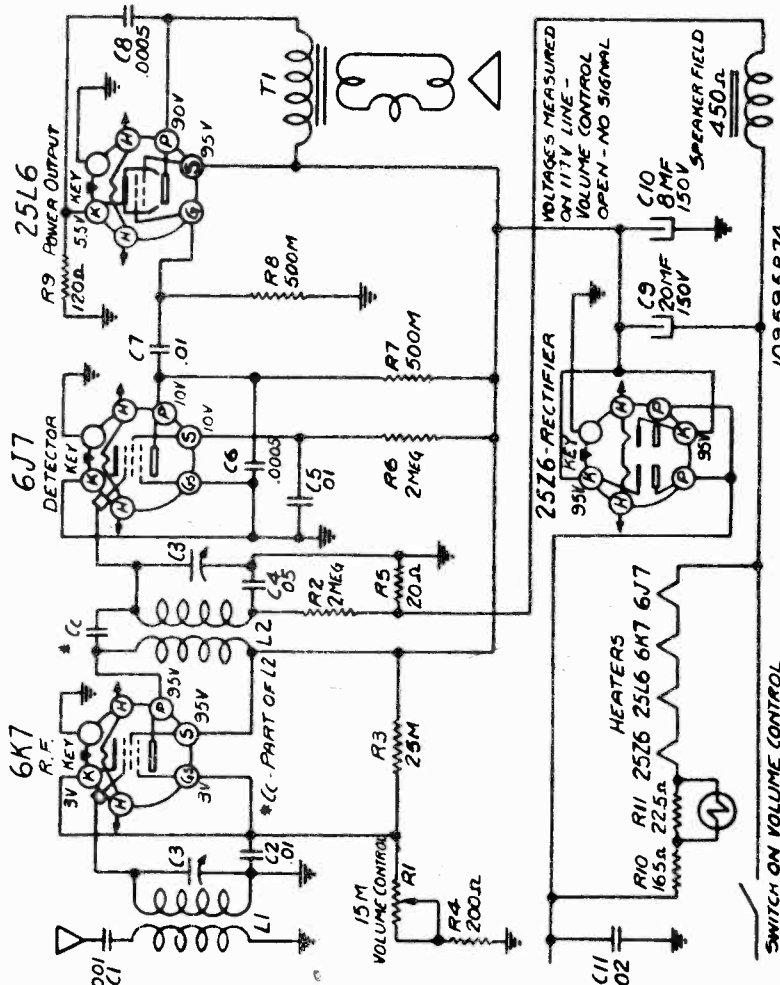 6K7
R.F.
KEY
K
H
H
P
S
GS
3V
3V
95V
95V
*CC-PART OF L2
* CC
001
C1
L1
C3
C2
.01
15M
VOLUME CONTROL
R1
R4
200Ω
R3
25M
6J7
DETECTOR
KEY
K
H
H
P
S
GS
10V
10V
L2
C3
C4
.05
R2
2MEG
R5
20Ω
C6
.0005
C5
.01
R6
2MEG
R7
500M
C7
.01
R8
500M
25L6
POWER OUTPUT
R9
120Ω
5.5V
KEY
K
H
H
P
S
G
90V
95V
C8
.0005
T1
VOLTAGES MEASURED
ON 117V LINE-
VOLUME CONTROL
OPEN-NO SIGNAL
SPEAKER FIELD
450Ω
25Z6-RECTIFIER
KEY
K
H
H
P
P
K
95V
95V
C9
20MF
150V
C10
8MF
150V
HEATERS
25Z6 25L6 6K7 6J7
R10
165Ω
R11
22.5Ω
C11
02
SWITCH ON VOLUME CONTROL